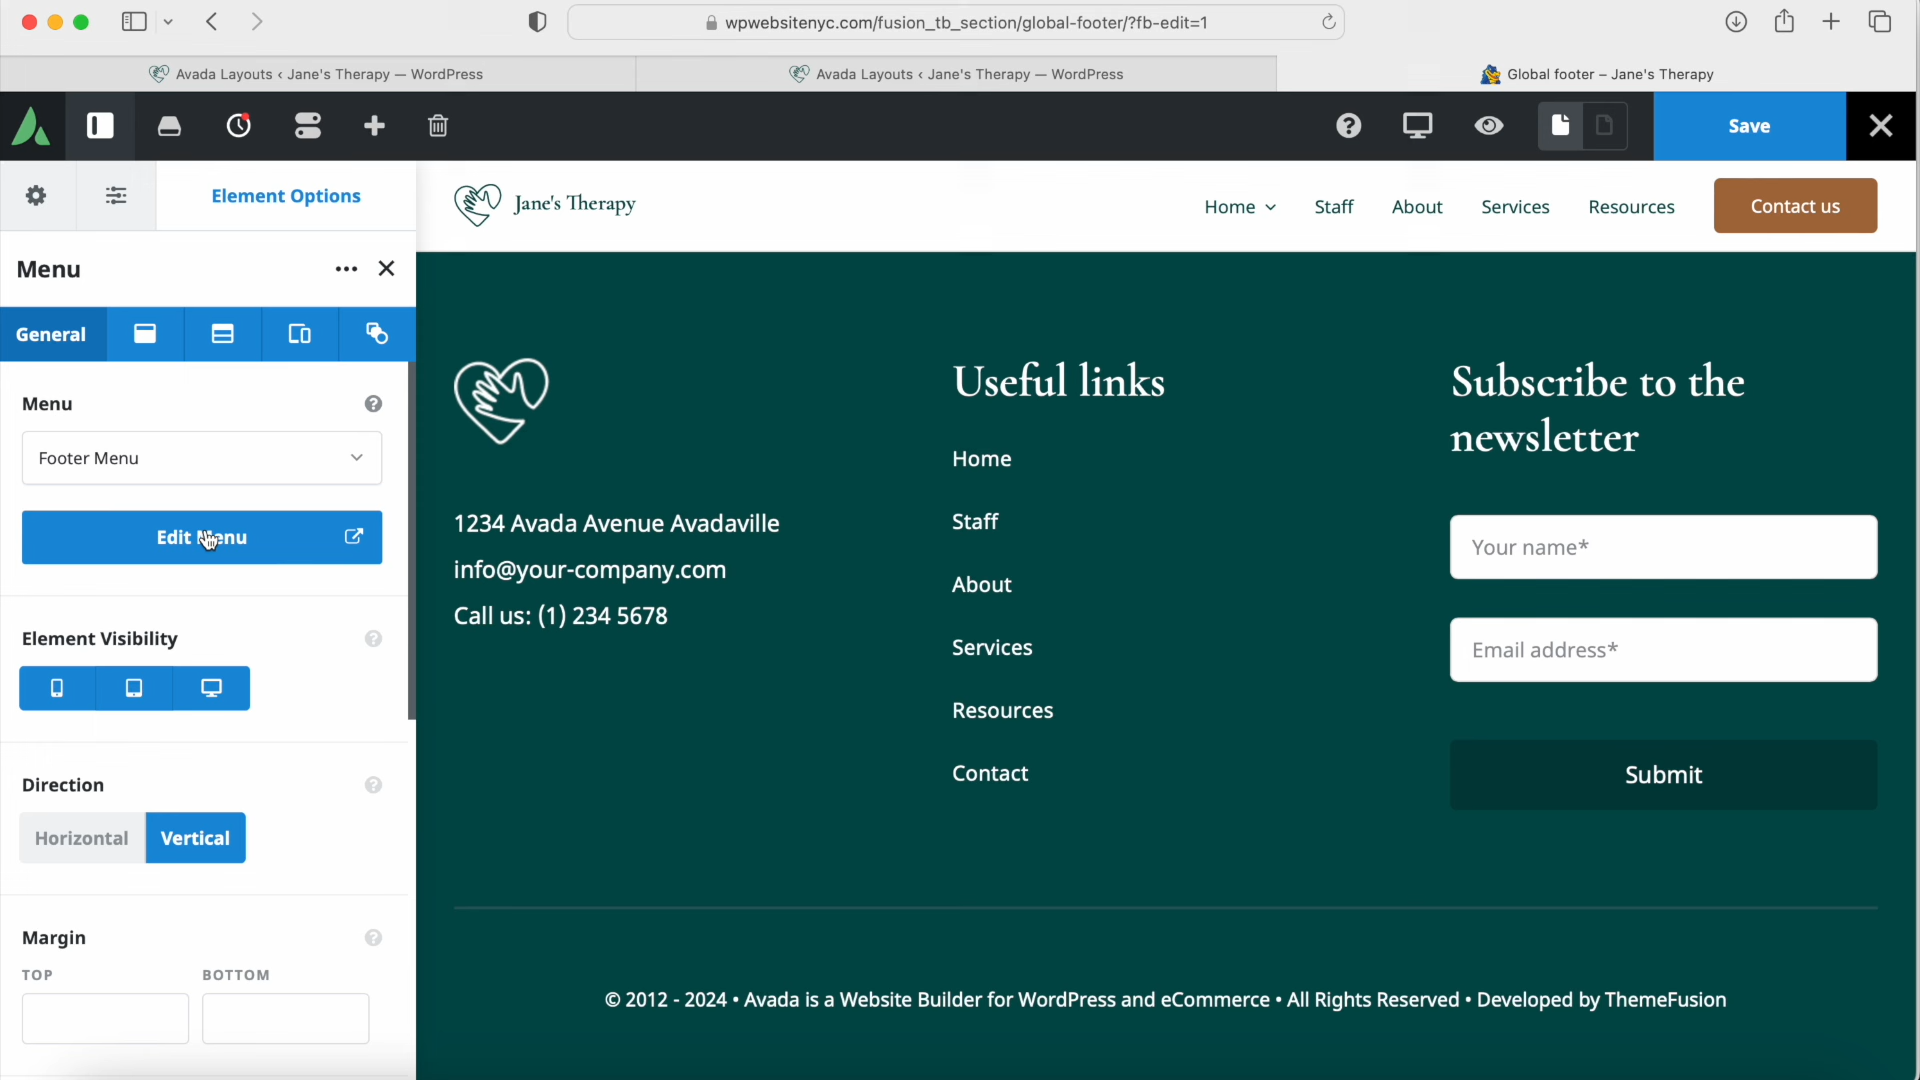 wpwebsitenyc.com/fusion_tb_section/global-footer/?fb-edit=1
Avada Layouts ‹ Jane's Therapy — WordPress
Avada Layouts ‹ Jane's Therapy — WordPress
Global footer – Jane's Therapy
Save
Element Options
Jane's Therapy
Home
Staff
About
Services
Resources
Contact us
Menu
General
Menu
Footer Menu
Edit Menu
Element Visibility
Direction
Horizontal
Vertical
Margin
TOP
BOTTOM
1234 Avada Avenue Avadaville
info@your-company.com
Call us: (1) 234 5678
Useful links
Home
Staff
About
Services
Resources
Contact
Subscribe to the
newsletter
Your name*
Email address*
Submit
© 2012 - 2024 • Avada is a Website Builder for WordPress and eCommerce • All Rights Reserved • Developed by ThemeFusion